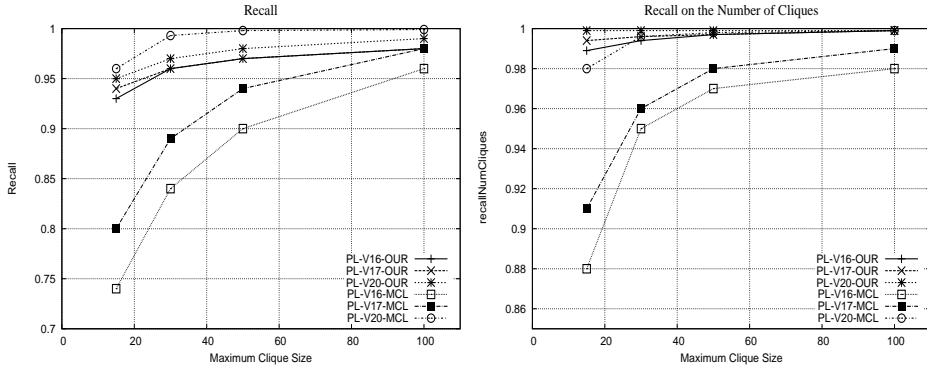 Recall
1
0.95
0.9
0.85
0.8
0.75
0.7
Recall
0 20 40 60 80 100
Maximum Clique Size
PL-V16-OUR
PL-V17-OUR
PL-V20-OUR
PL-V16-MCL
PL-V17-MCL
PL-V20-MCL
Recall on the Number of Cliques
1
0.98
0.96
0.94
0.92
0.9
0.88
0.86
recallNumCliques
0 20 40 60 80 100
Maximum Clique Size
PL-V16-OUR
PL-V17-OUR
PL-V20-OUR
PL-V16-MCL
PL-V17-MCL
PL-V20-MCL